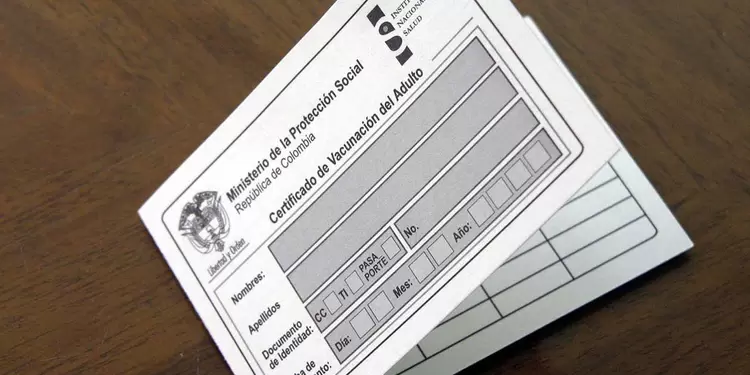 INSTITUTO
NACIONAL DE
SALUD
Ministerio de la Protección Social
República de Colombia
Certificado de Vacunación del Adulto
Libertad y Orden
Nombres:
Apellidos
Documento
de identidad:
CC
TI
PASA
PORTE
No.
Día:
Mes:
Año: